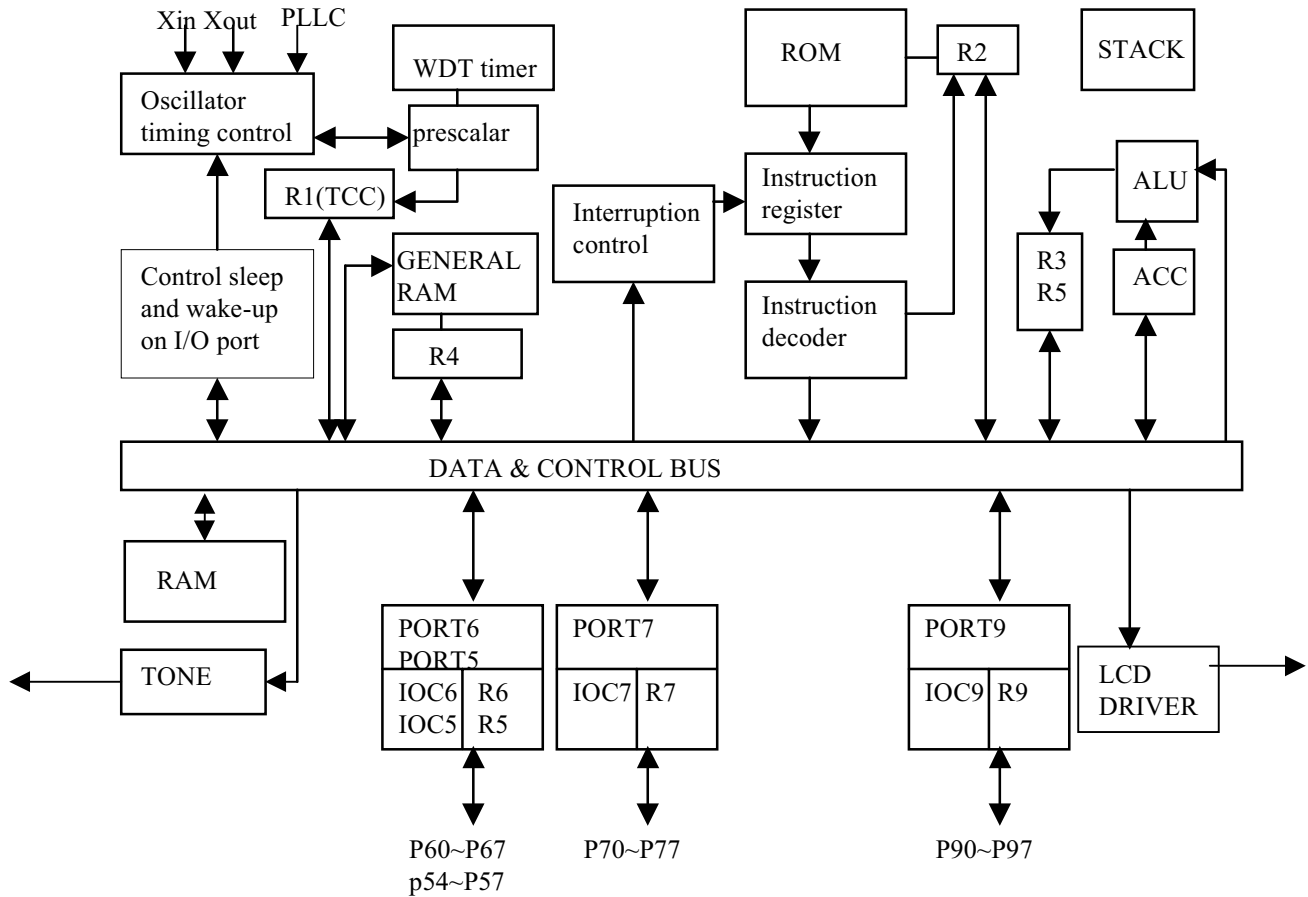 Xin Xout
PLLC
WDT timer
ROM
R2
STACK
Oscillator
timing control
prescalar
R1(TCC)
Interruption
control
Instruction
register
ALU
Control sleep
and wake-up
on I/O port
GENERAL
RAM
R4
Instruction
decoder
R3
R5
ACC
DATA & CONTROL BUS
RAM
TONE
PORT6
PORT5
IOC6
IOC5
R6
R5
PORT7
IOC7
R7
PORT9
IOC9
R9
LCD
DRIVER
P60~P67
p54~P57
P70~P77
P90~P97